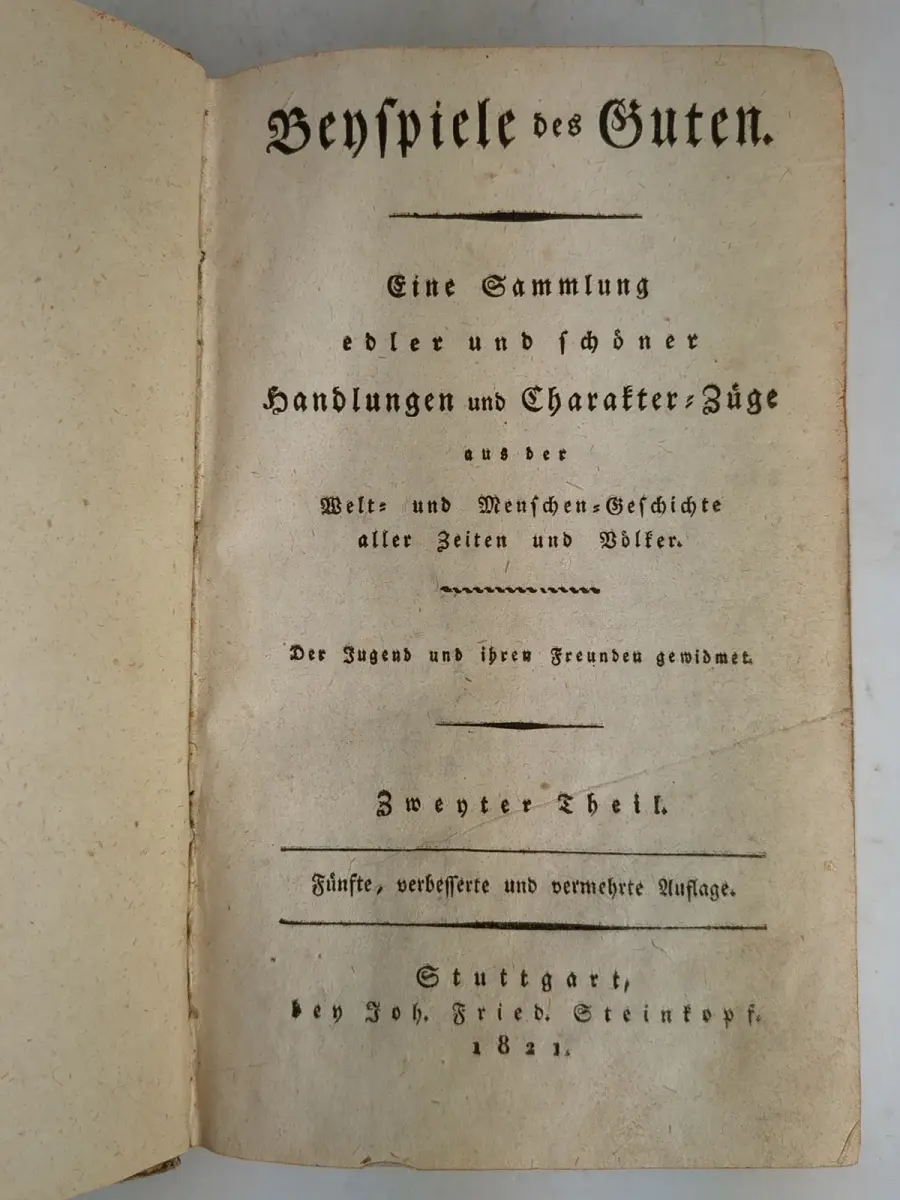 Beyſpiele des Guten.
Eine Sammlung
edler und ſchöner
Handlungen und Charakter-Züge
aus der
Welt- und Menſchen-Geſchichte
aller Zeiten und Völker.
Der Jugend und ihren Freunden gewidmet.
Zweyter Theil.
Fünfte, verbeſſerte und vermehrte Auflage.
Stuttgart,
bey Joh. Fried. Steinkopf.
1821.